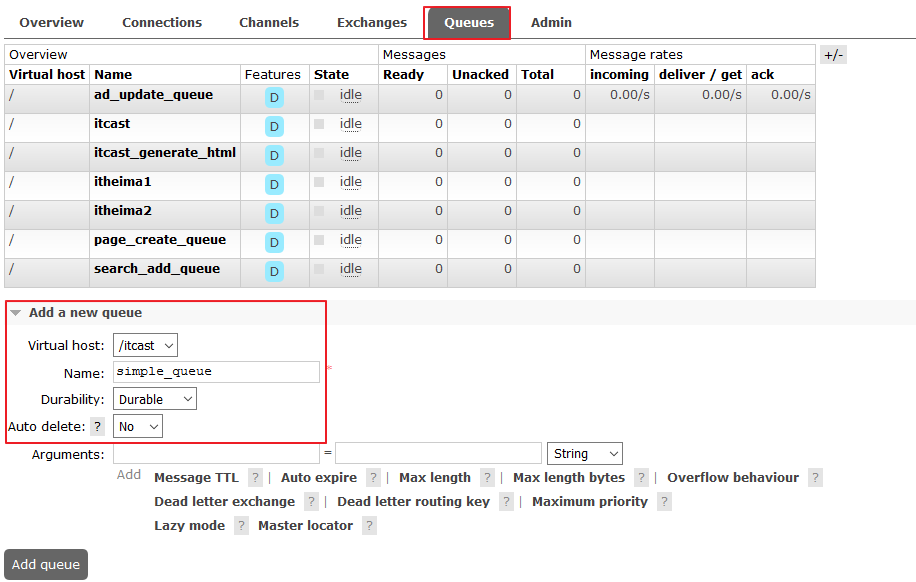 Overview Connections Channels Exchanges Queues Admin
Overview Messages Message rates +/-
Virtual host Name Features State Ready Unacked Total incoming deliver / get ack
/ ad_update_queue D idle 0 0 0 0.00/s 0.00/s 0.00/s
/ itcast D idle 0 0 0
/ itcast_generate_html D idle 0 0 0
/ itheima1 D idle 0 0 0
/ itheima2 D idle 0 0 0
/ page_create_queue D idle 0 0 0
/ search_add_queue D idle 0 0 0
Add a new queue
Virtual host: /itcast
Name: simple_queue *
Durability: Durable
Auto delete: ? No
Arguments: = String
Add Message TTL ? | Auto expire ? | Max length ? | Max length bytes ? | Overflow behaviour ?
Dead letter exchange ? | Dead letter routing key ? | Maximum priority ?
Lazy mode ? Master locator ?
Add queue